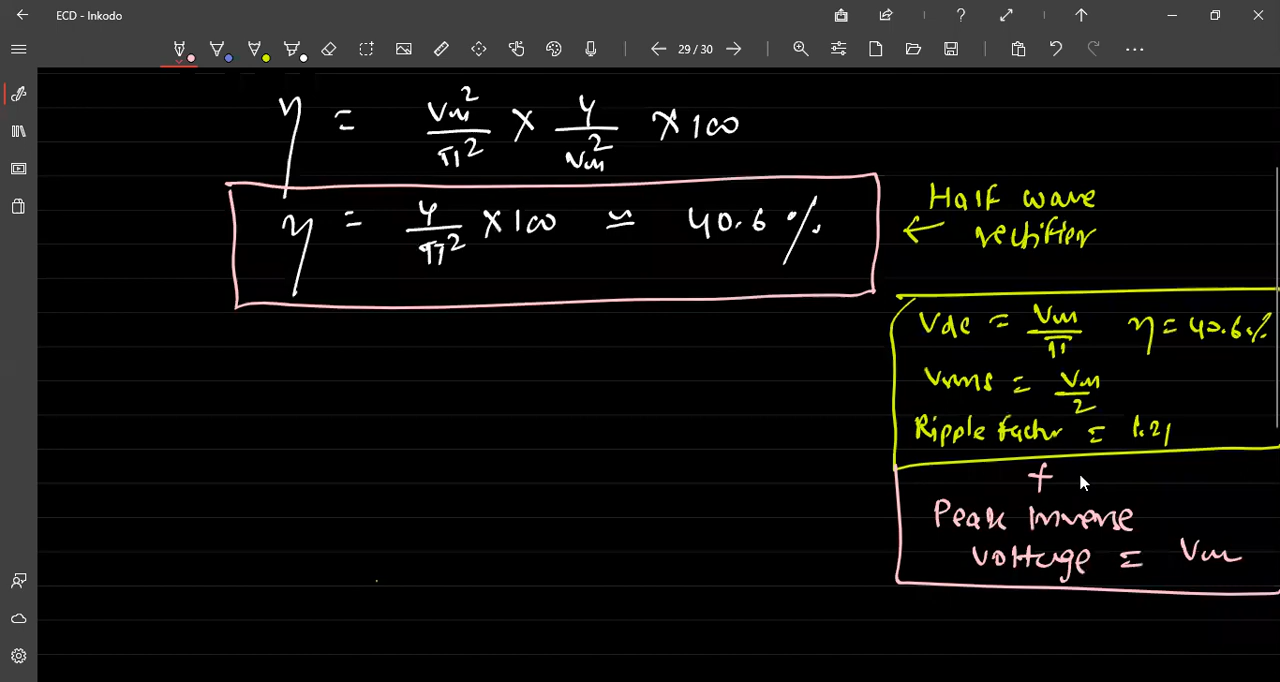 ECD - Inkodo
29 / 30
η = Vm²/π² × 4/Vm² × 100
η = 4/π² × 100 ≃ 40.6 %
Half wave
← rectifier
Vdc = Vm/π η = 40.6%
Vrms = Vm/2
Ripple factor = 1.21
+
Peak Inverse
voltage = Vm